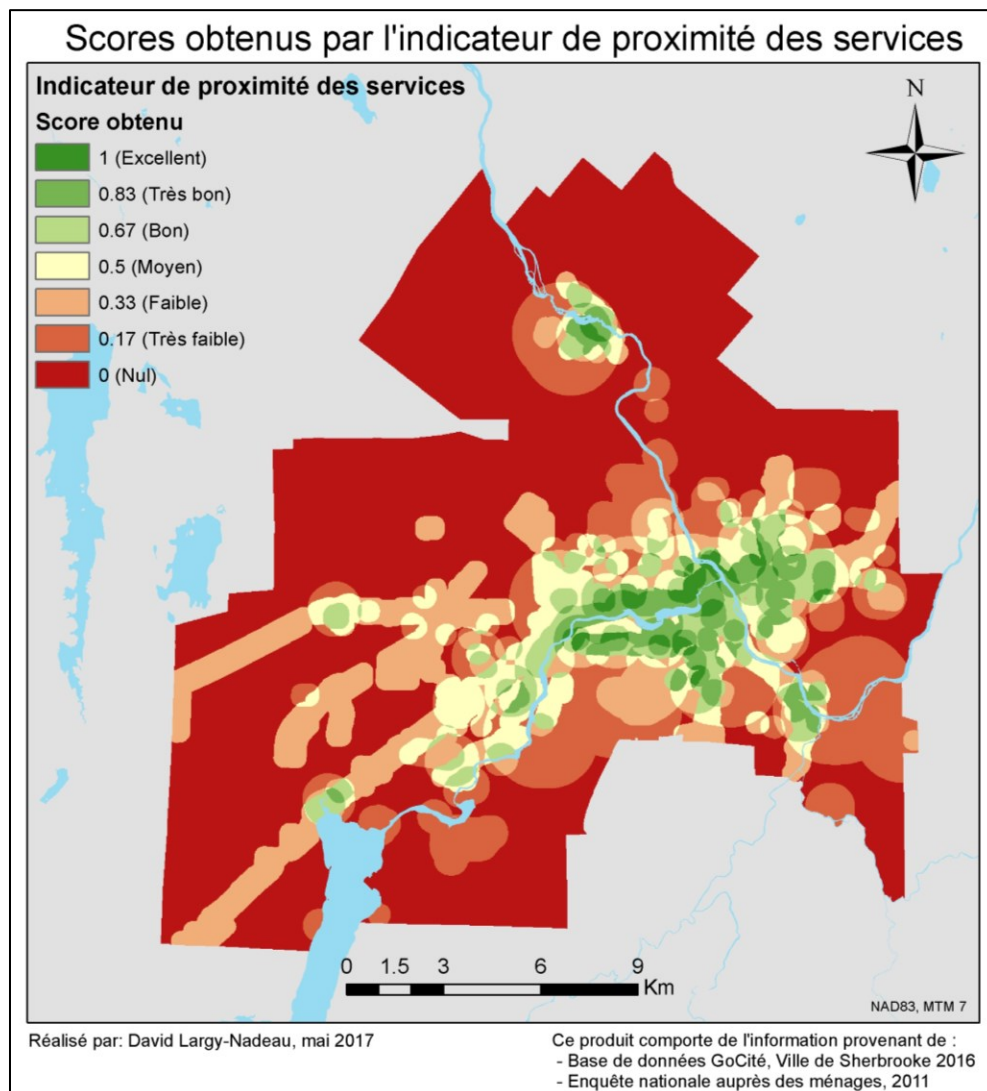 Scores obtenus par l'indicateur de proximité des services
Indicateur de proximité des services
Score obtenu
1 (Excellent)
0.83 (Très bon)
0.67 (Bon)
0.5 (Moyen)
0.33 (Faible)
0.17 (Très faible)
0 (Nul)
N
0 1.5 3 6 9
Km
NAD83, MTM 7
Réalisé par: David Largy-Nadeau, mai 2017
Ce produit comporte de l'information provenant de :
- Base de données GoCité, Ville de Sherbrooke 2016
- Enquête nationale auprès des ménages, 2011